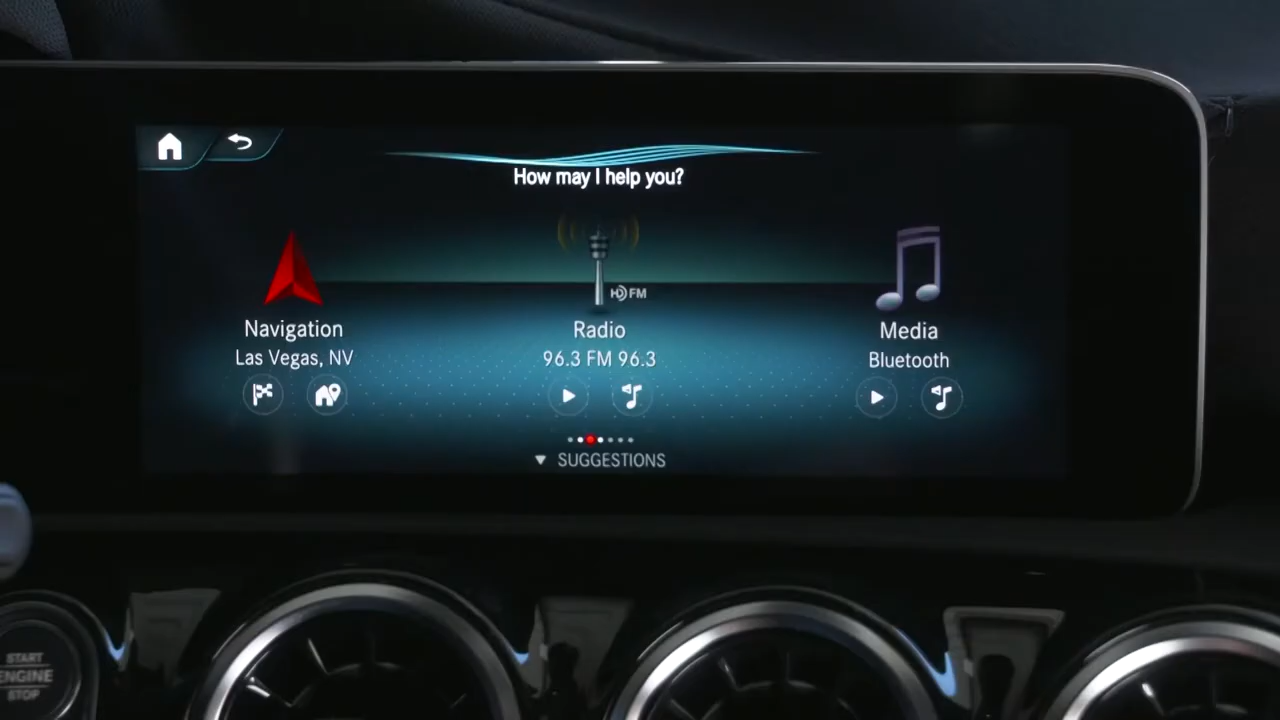 How may I help you?
HD FM
Navigation
Radio
Media
Las Vegas, NV
96.3 FM 96.3
Bluetooth
SUGGESTIONS
START
ENGINE
STOP